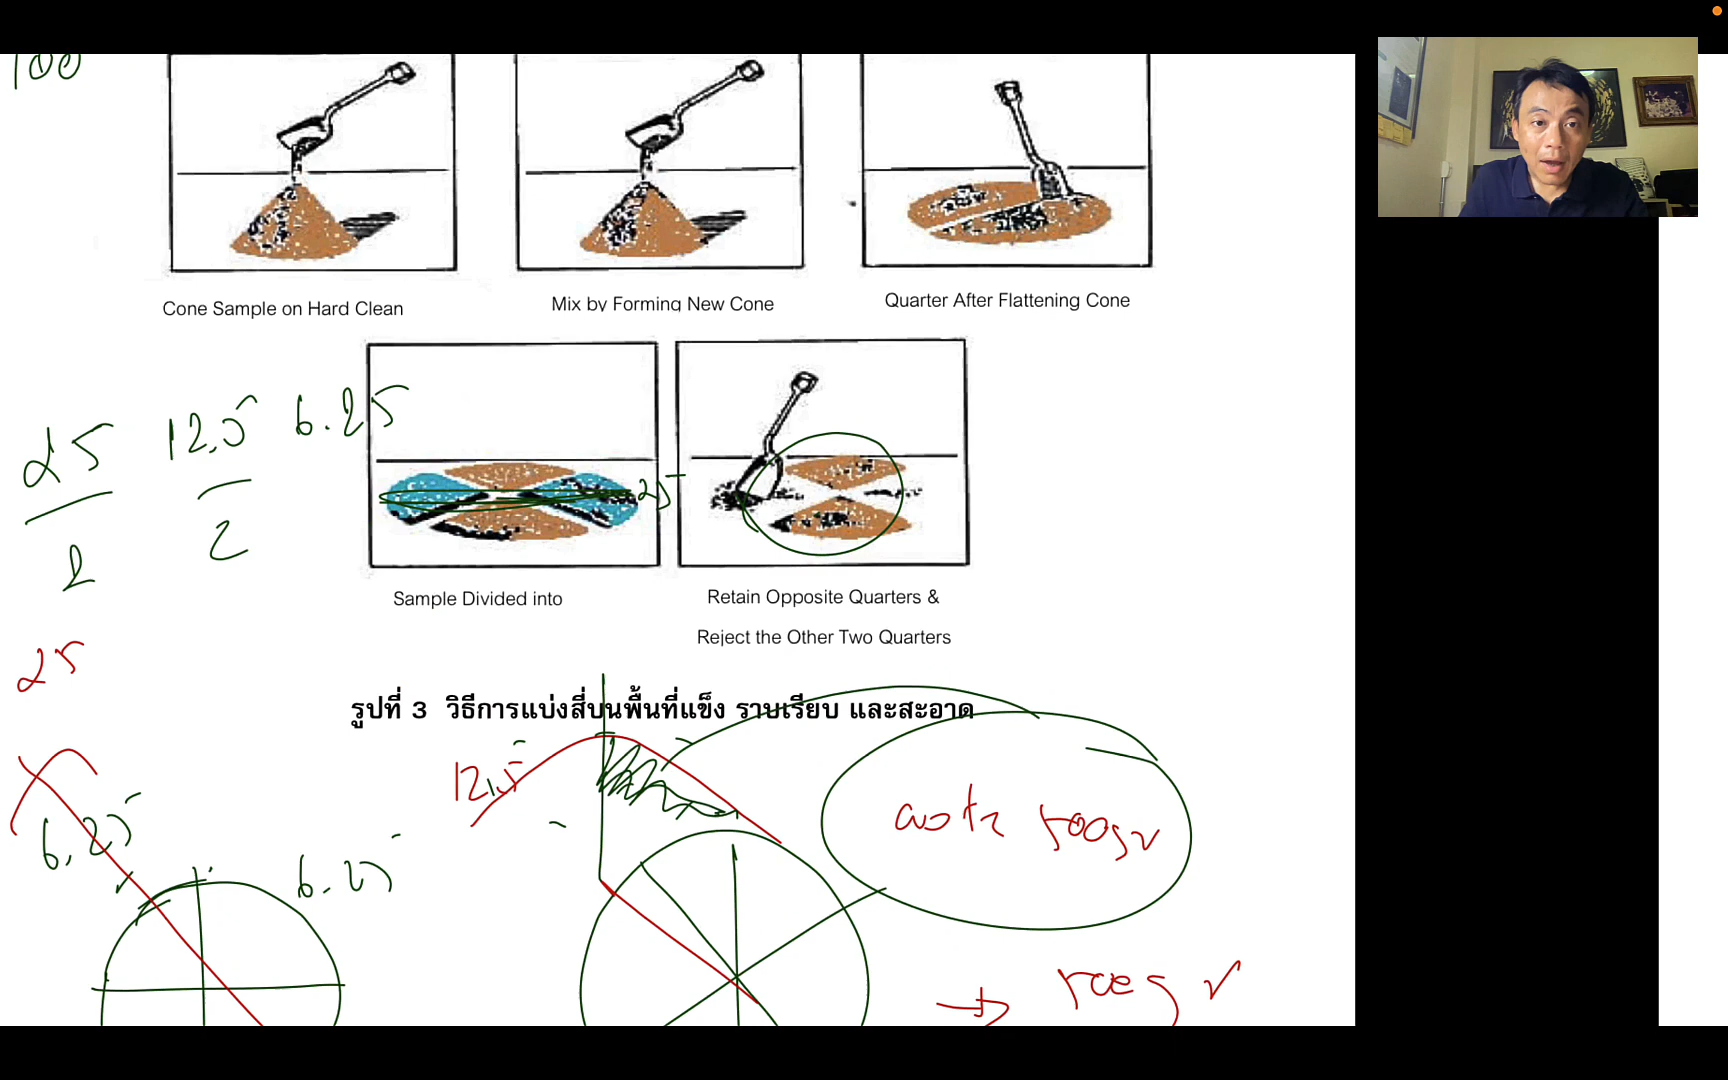 100
Cone Sample on Hard Clean
Mix by Forming New Cone
Quarter After Flattening Cone
25 12.5 6.25
2 2
25
Sample Divided into
Retain Opposite Quarters &
Reject the Other Two Quarters
25
รูปที่ 3 วิธีการแบ่งสี่บนพื้นที่แข็ง ราบเรียบ และสะอาด
12.5
6.25
6.25